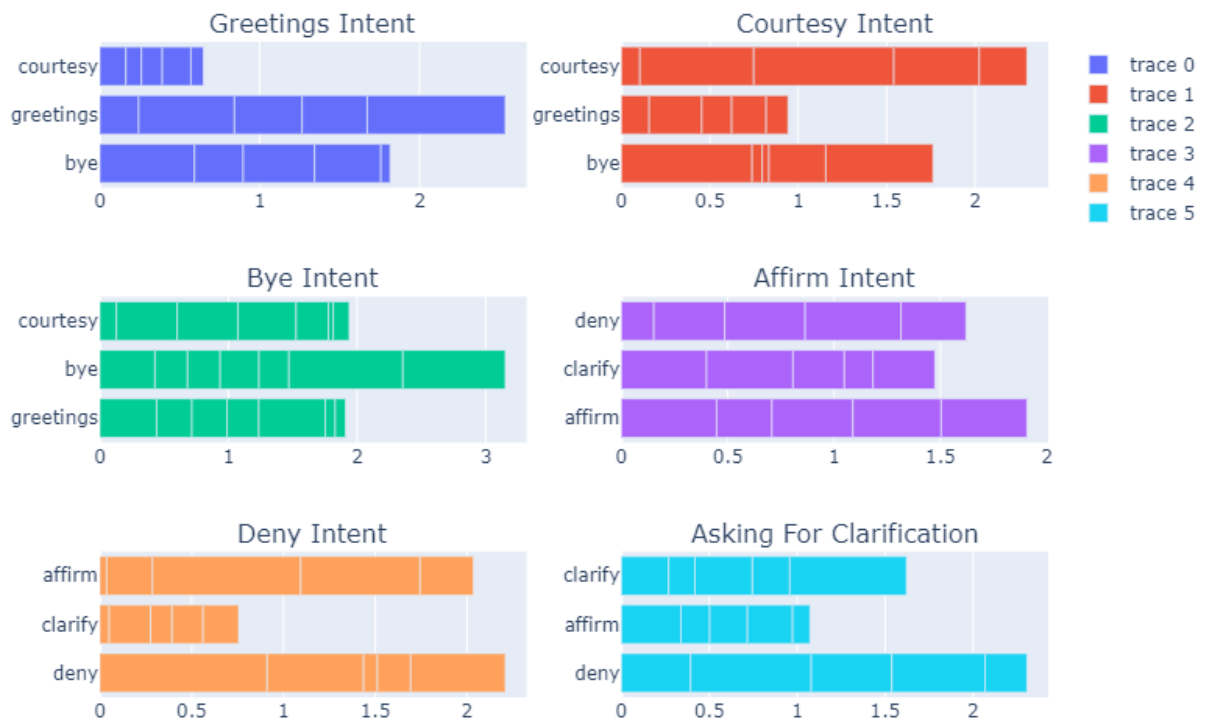 Greetings Intent
courtesy
greetings
bye
0 1 2
Courtesy Intent
courtesy
greetings
bye
0 0.5 1 1.5 2
trace 0
trace 1
trace 2
trace 3
trace 4
trace 5
Bye Intent
courtesy
bye
greetings
0 1 2 3
Affirm Intent
deny
clarify
affirm
0 0.5 1 1.5 2
Deny Intent
affirm
clarify
deny
0 0.5 1 1.5 2
Asking For Clarification
clarify
affirm
deny
0 0.5 1 1.5 2